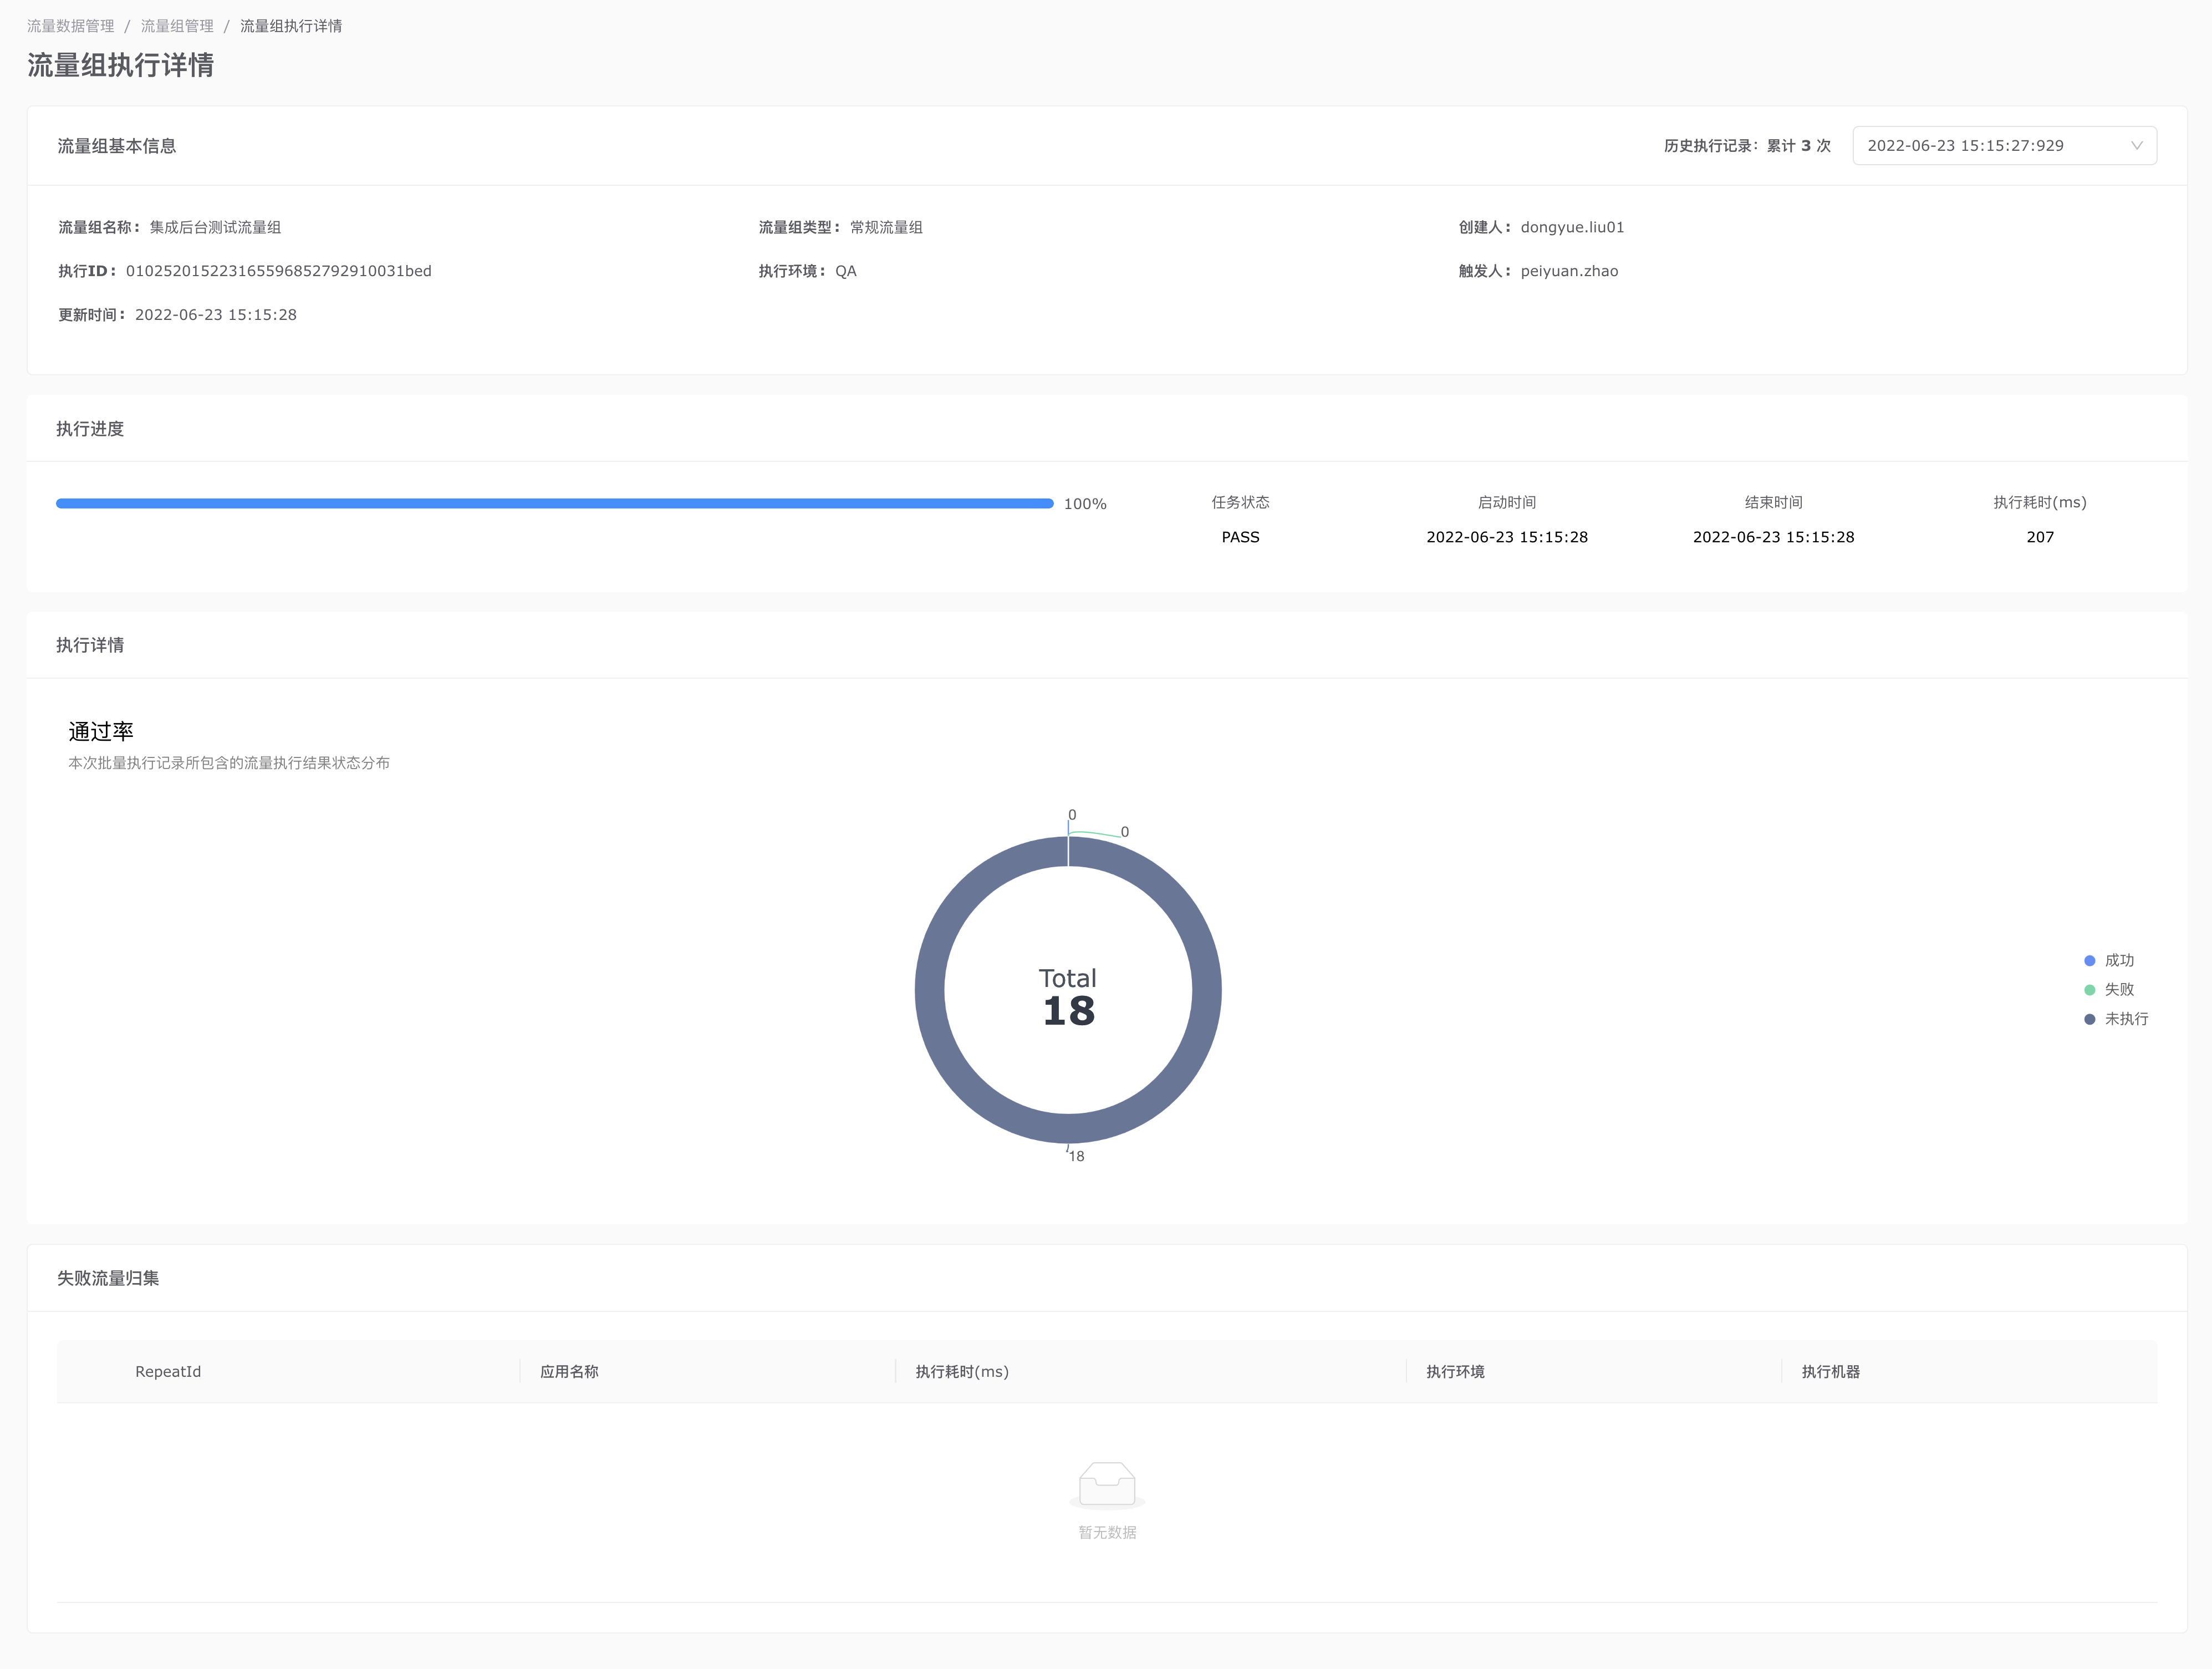 流量数据管理 / 流量组管理 / 流量组执行详情
流量组执行详情
流量组基本信息
历史执行记录：累计 3 次
2022-06-23 15:15:27:929
流量组名称： 集成后台测试流量组
流量组类型： 常规流量组
创建人： dongyue.liu01
执行ID： 010252015223165596852792910031bed
执行环境： QA
触发人： peiyuan.zhao
更新时间： 2022-06-23 15:15:28
执行进度
100%
任务状态
启动时间
结束时间
执行耗时(ms)
PASS
2022-06-23 15:15:28
2022-06-23 15:15:28
207
执行详情
通过率
本次批量执行记录所包含的流量执行结果状态分布
0
0
Total
18
18
成功
失败
未执行
失败流量归集
RepeatId
应用名称
执行耗时(ms)
执行环境
执行机器
暂无数据